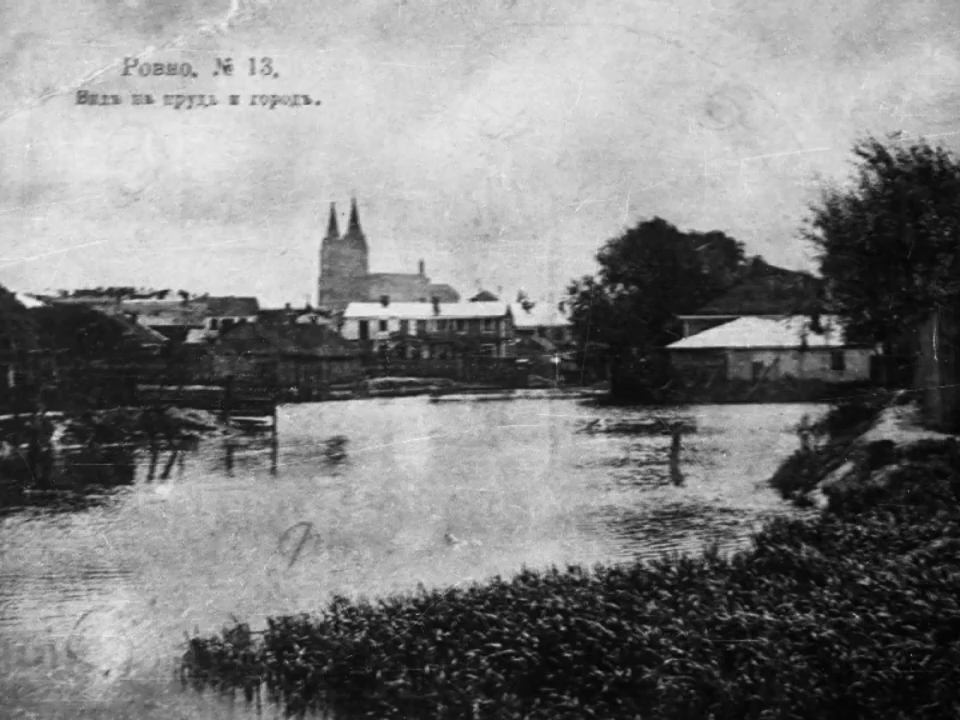 Ровно. № 13.
Видъ на прудъ и городъ.